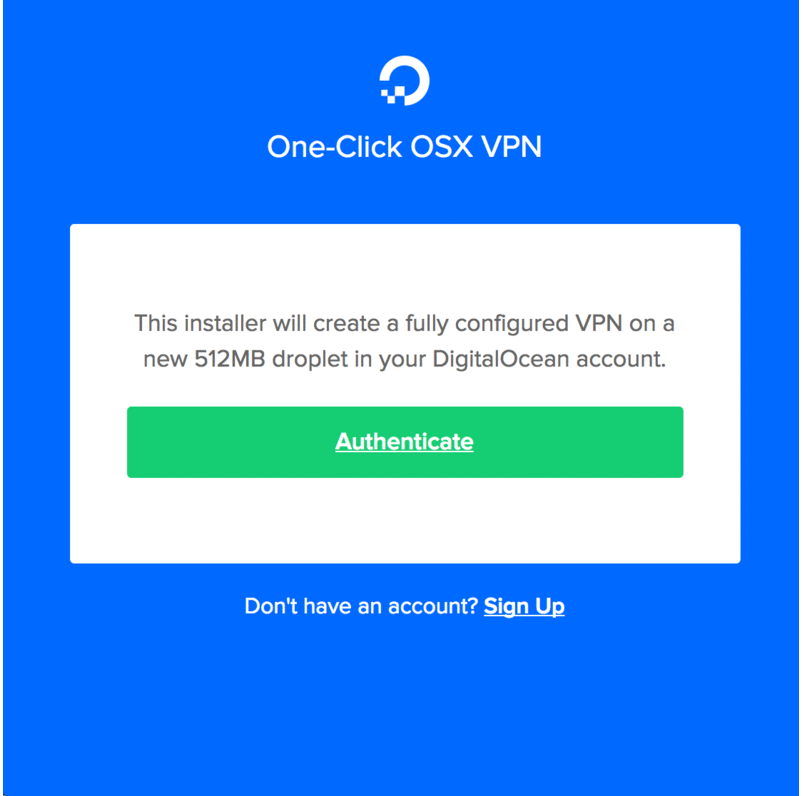 One-Click OSX VPN
This installer will create a fully configured VPN on a
new 512MB droplet in your DigitalOcean account.
Authenticate
Don't have an account? Sign Up